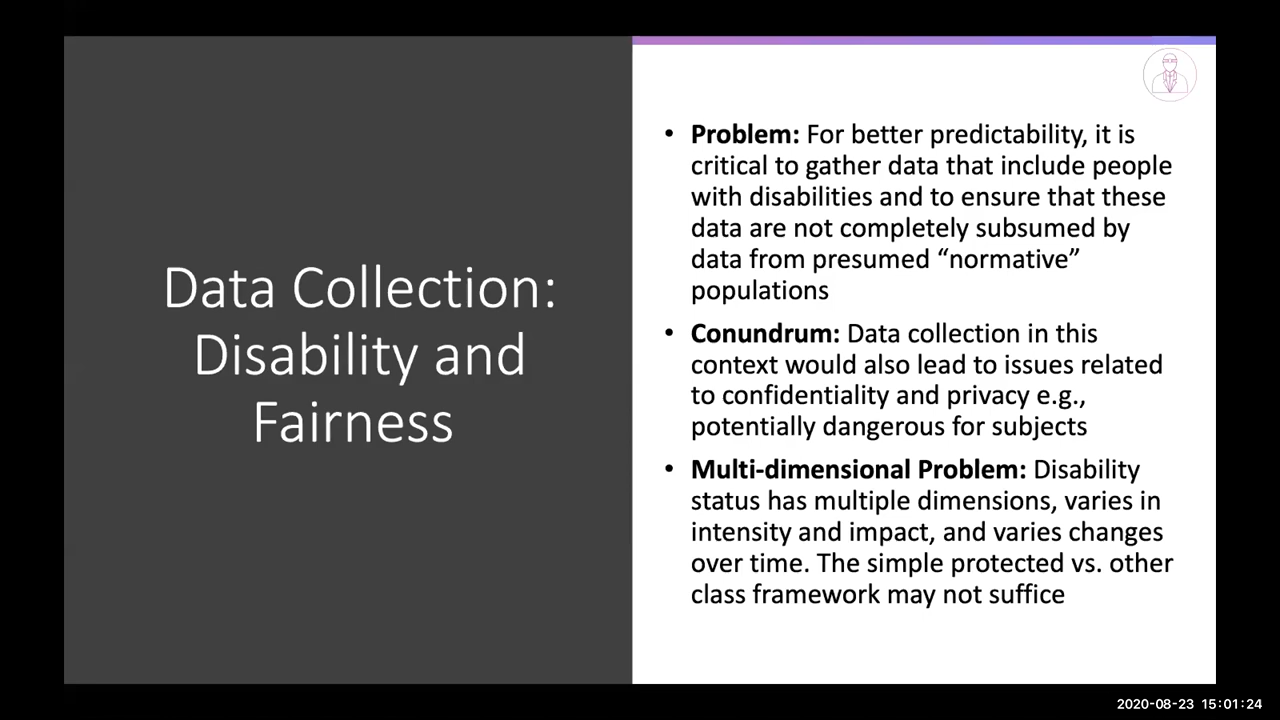 Data Collection:
Disability and
Fairness
• Problem: For better predictability, it is
critical to gather data that include people
with disabilities and to ensure that these
data are not completely subsumed by
data from presumed “normative”
populations
• Conundrum: Data collection in this
context would also lead to issues related
to confidentiality and privacy e.g.,
potentially dangerous for subjects
• Multi-dimensional Problem: Disability
status has multiple dimensions, varies in
intensity and impact, and varies changes
over time. The simple protected vs. other
class framework may not suffice
2020-08-23 15:01:24